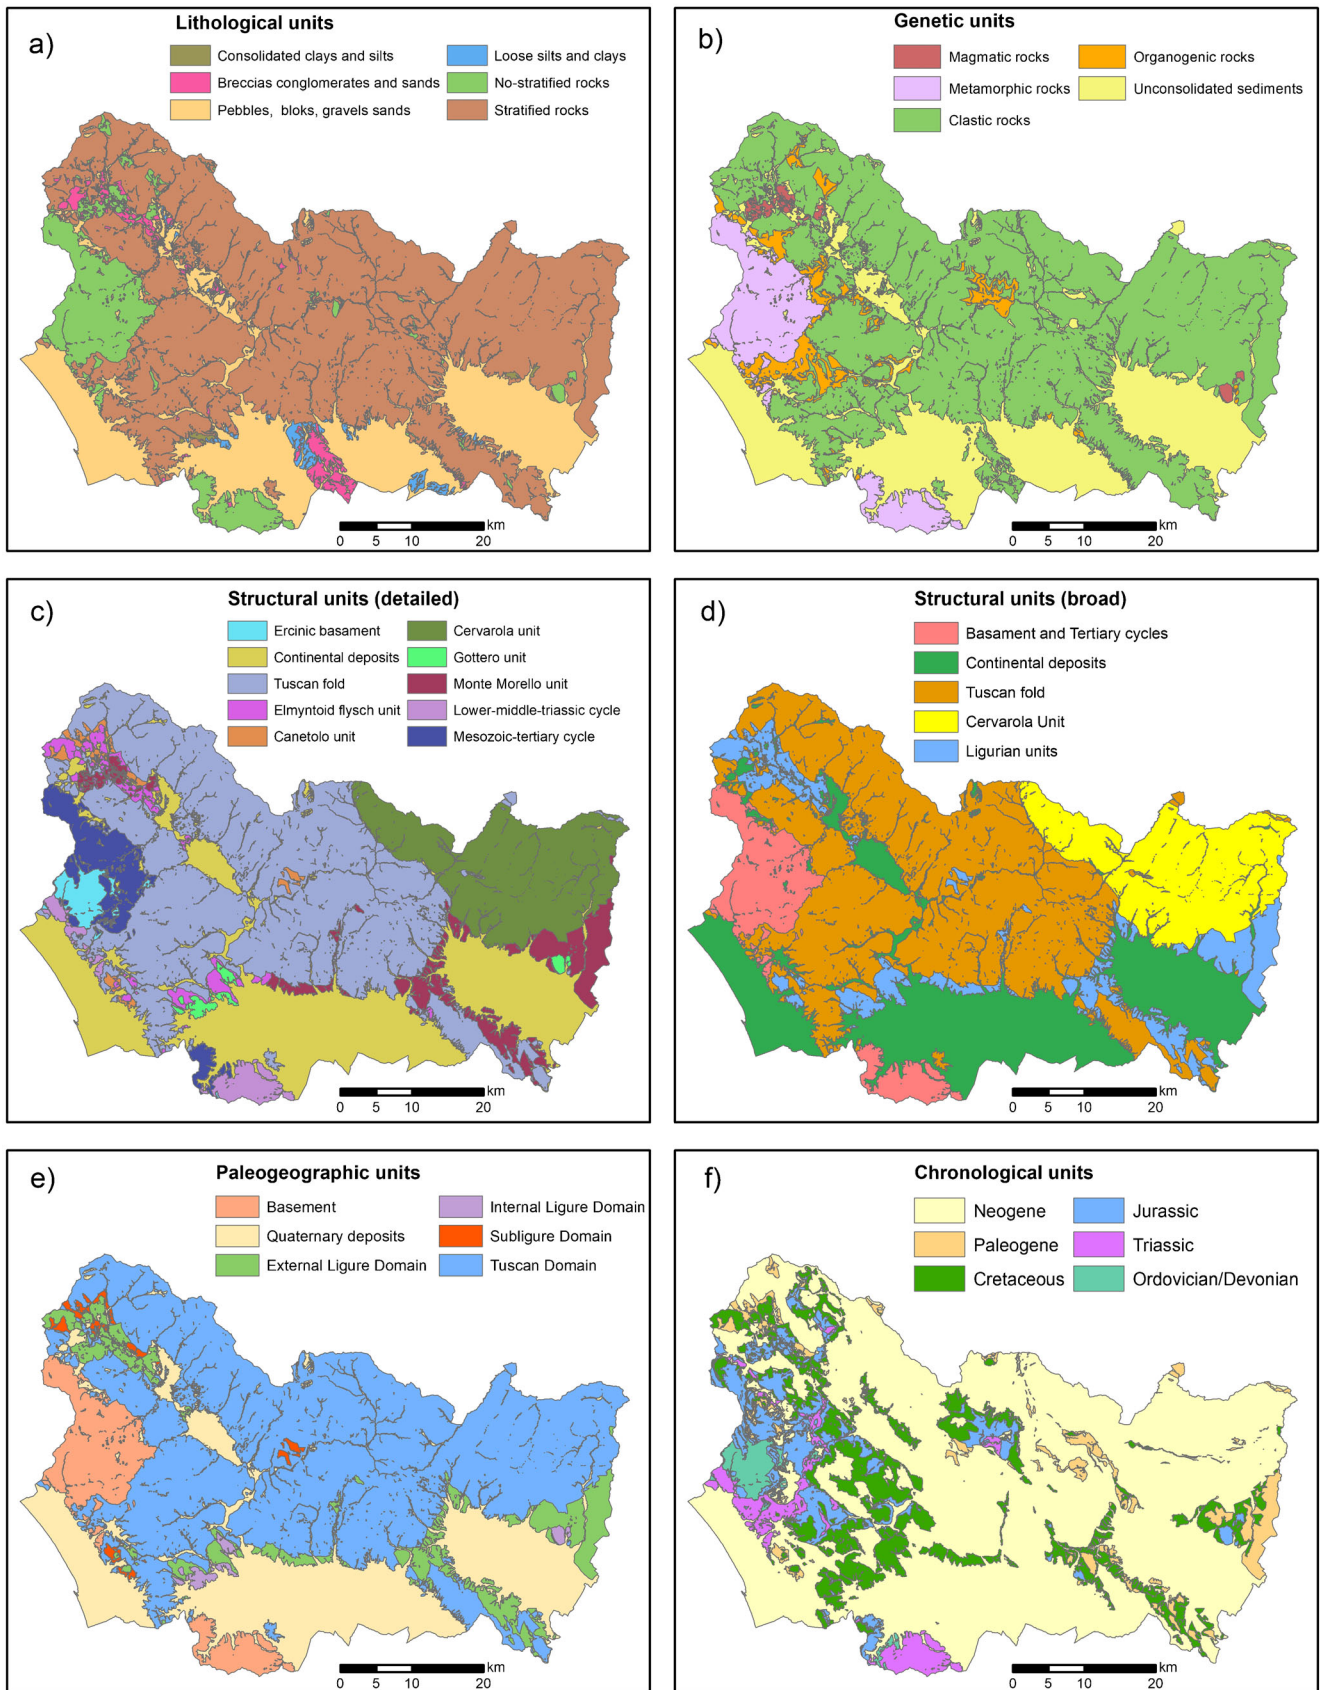 a)
Lithological units
Consolidated clays and silts
Loose silts and clays
Breccias conglomerates and sands
No-stratified rocks
Pebbles, bloks, gravels sands
Stratified rocks
km
0 5 10 20
b)
Genetic units
Magmatic rocks
Organogenic rocks
Metamorphic rocks
Unconsolidated sediments
Clastic rocks
km
0 5 10 20
c)
Structural units (detailed)
Ercinic basament
Cervarola unit
Continental deposits
Gottero unit
Tuscan fold
Monte Morello unit
Elmyntoid flysch unit
Lower-middle-triassic cycle
Canetolo unit
Mesozoic-tertiary cycle
km
0 5 10 20
d)
Structural units (broad)
Basament and Tertiary cycles
Continental deposits
Tuscan fold
Cervarola Unit
Ligurian units
km
0 5 10 20
e)
Paleogeographic units
Basement
Internal Ligure Domain
Quaternary deposits
Subligure Domain
External Ligure Domain
Tuscan Domain
km
0 5 10 20
f)
Chronological units
Neogene
Jurassic
Paleogene
Triassic
Cretaceous
Ordovician/Devonian
km
0 5 10 20